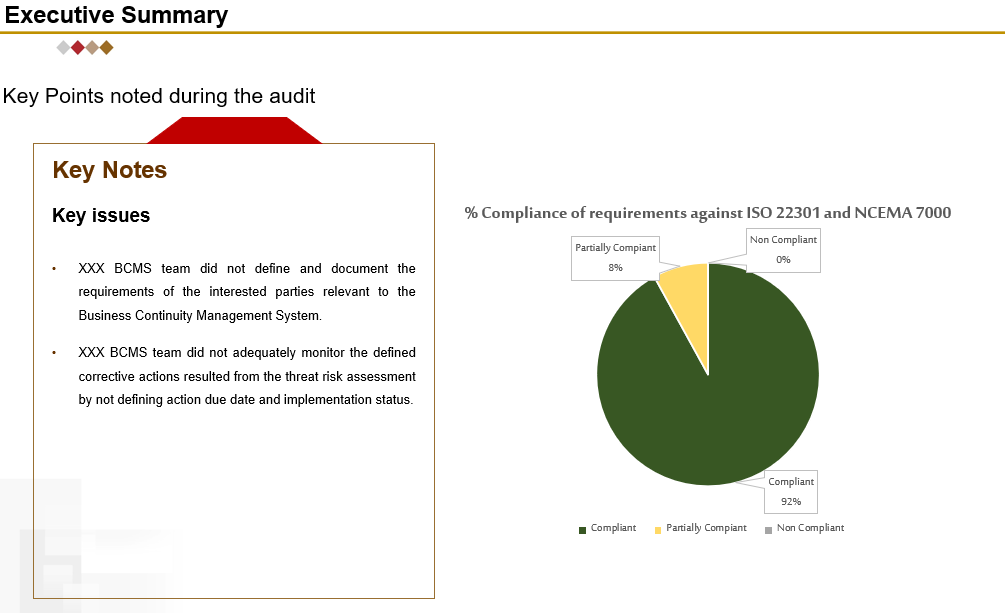 Executive Summary
Key Points noted during the audit
Key Notes
Key issues
• XXX BCMS team did not define and document the
requirements of the interested parties relevant to the
Business Continuity Management System.
• XXX BCMS team did not adequately monitor the defined
corrective actions resulted from the threat risk assessment
by not defining action due date and implementation status.
% Compliance of requirements against ISO 22301 and NCEMA 7000
Partially Compiant
8%
Non Compliant
0%
Compliant
92%
Compliant Partially Compiant Non Compliant